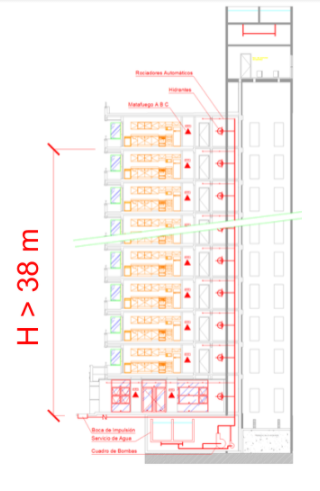 Rociadores Automáticos
Hidrantes
Matafuego A B C
H > 38 m
Boca de Impulsión
Servicio de Agua
Cuadro de Bombas